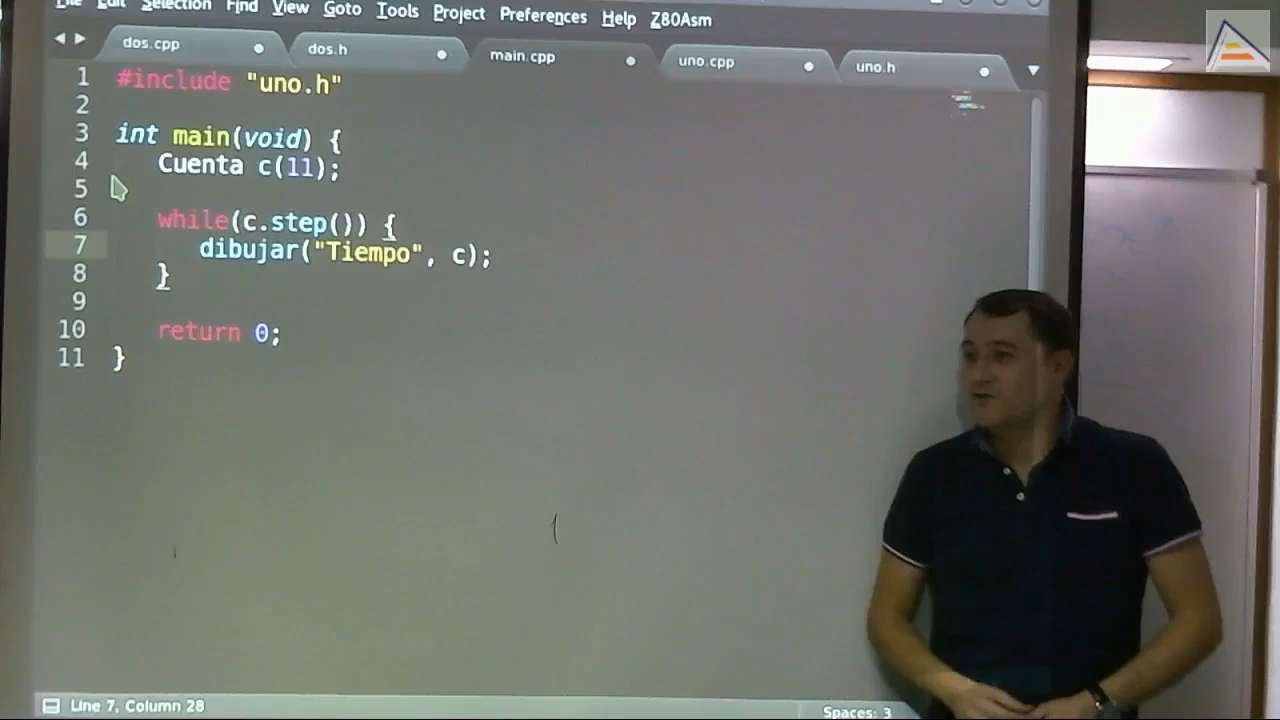 File Edit Selection Find View Goto Tools Project Preferences Help Z80Asm
dos.cpp dos.h main.cpp uno.cpp uno.h
1 #include "uno.h"
2
3 int main(void) {
4 Cuenta c(11);
5
6 while(c.step()) {
7 dibujar("Tiempo", c);
8 }
9
10 return 0;
11 }
Line 7, Column 28 Spaces: 3